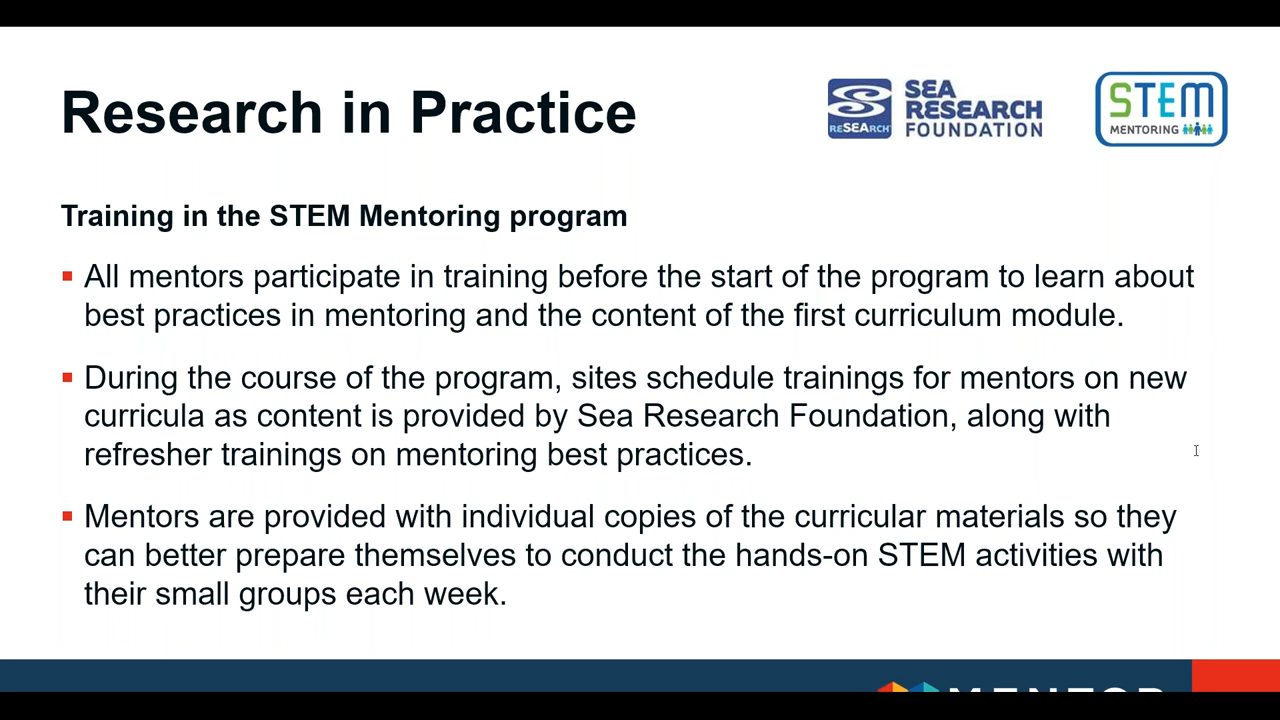 Research in Practice
SEA
RESEARCH
FOUNDATION
reSEARCH
STEM
MENTORING
Training in the STEM Mentoring program
All mentors participate in training before the start of the program to learn about
best practices in mentoring and the content of the first curriculum module.
During the course of the program, sites schedule trainings for mentors on new
curricula as content is provided by Sea Research Foundation, along with
refresher trainings on mentoring best practices.
Mentors are provided with individual copies of the curricular materials so they
can better prepare themselves to conduct the hands-on STEM activities with
their small groups each week.
MENTOR